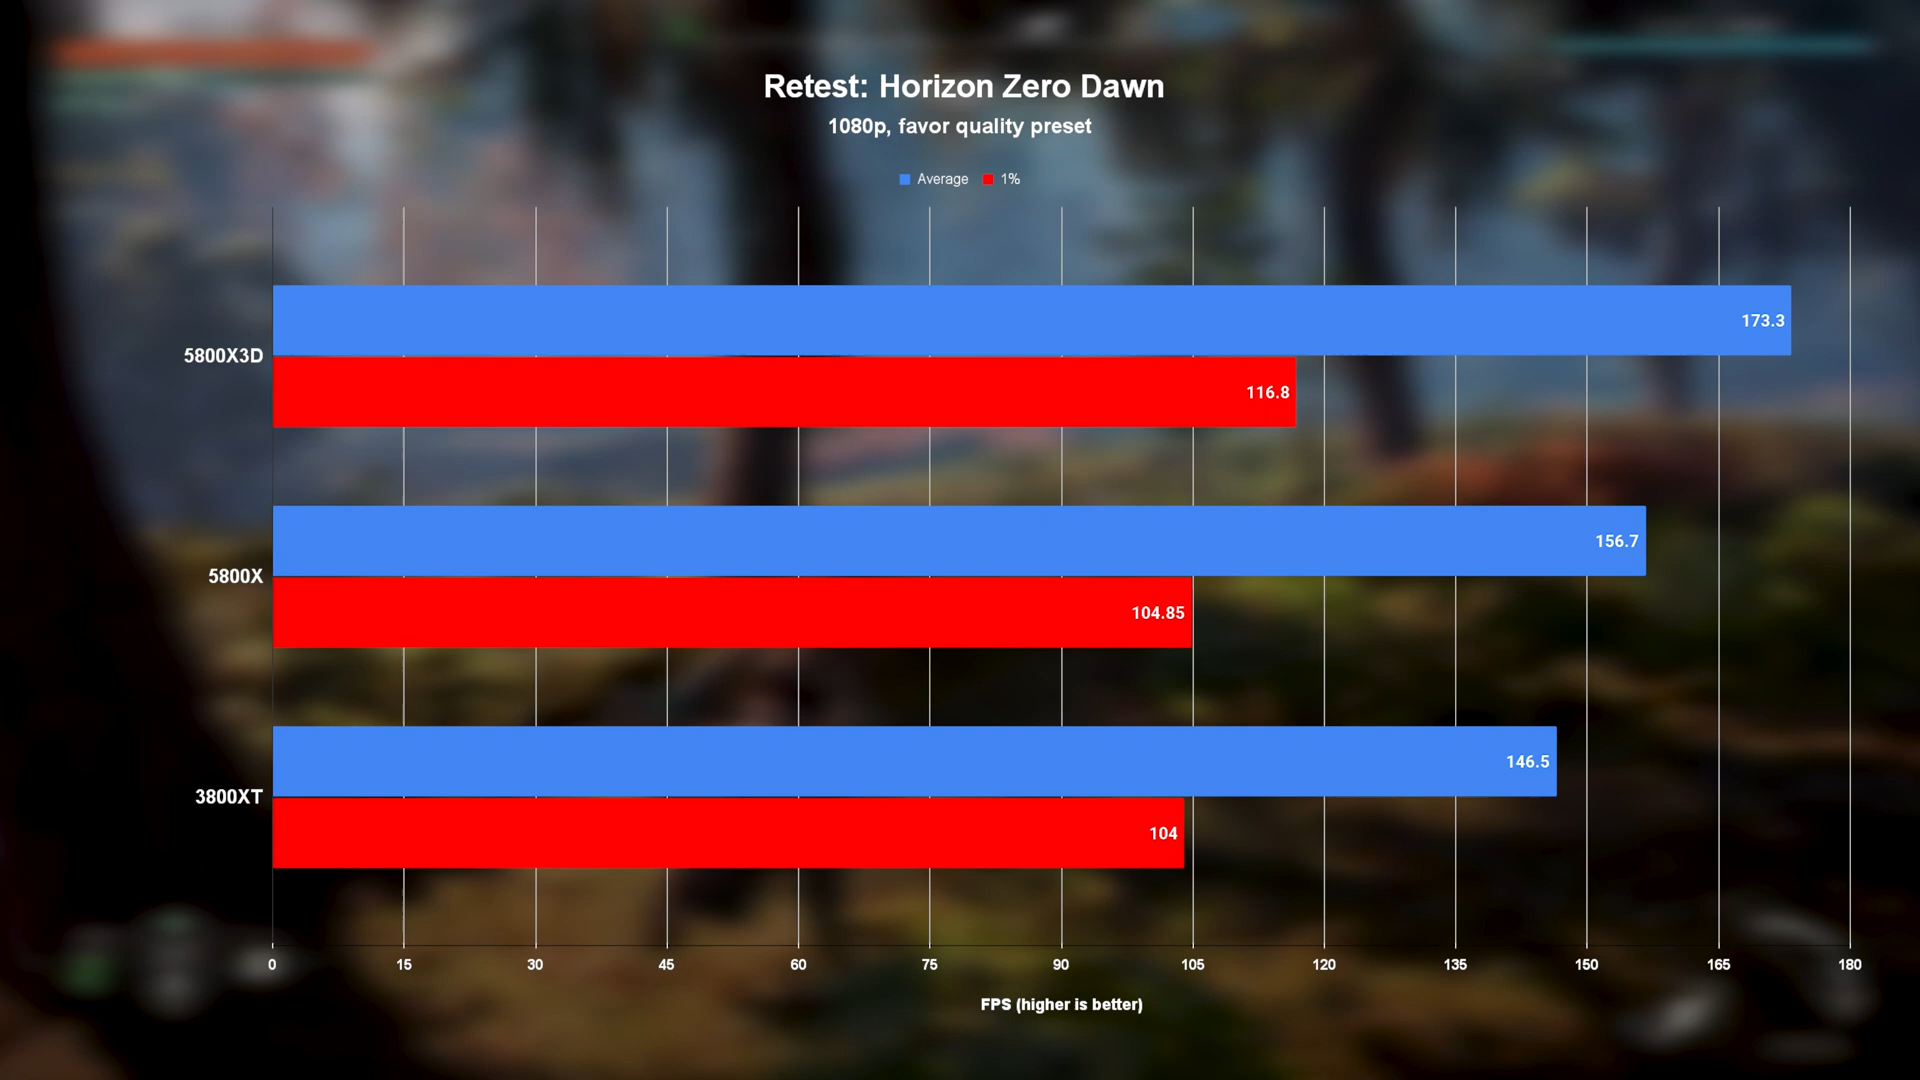 Retest: Horizon Zero Dawn
1080p, favor quality preset
Average 1%
5800X3D
173.3
116.8
5800X
156.7
104.85
3800XT
146.5
104
0 15 30 45 60 75 90 105 120 135 150 165 180
FPS (higher is better)